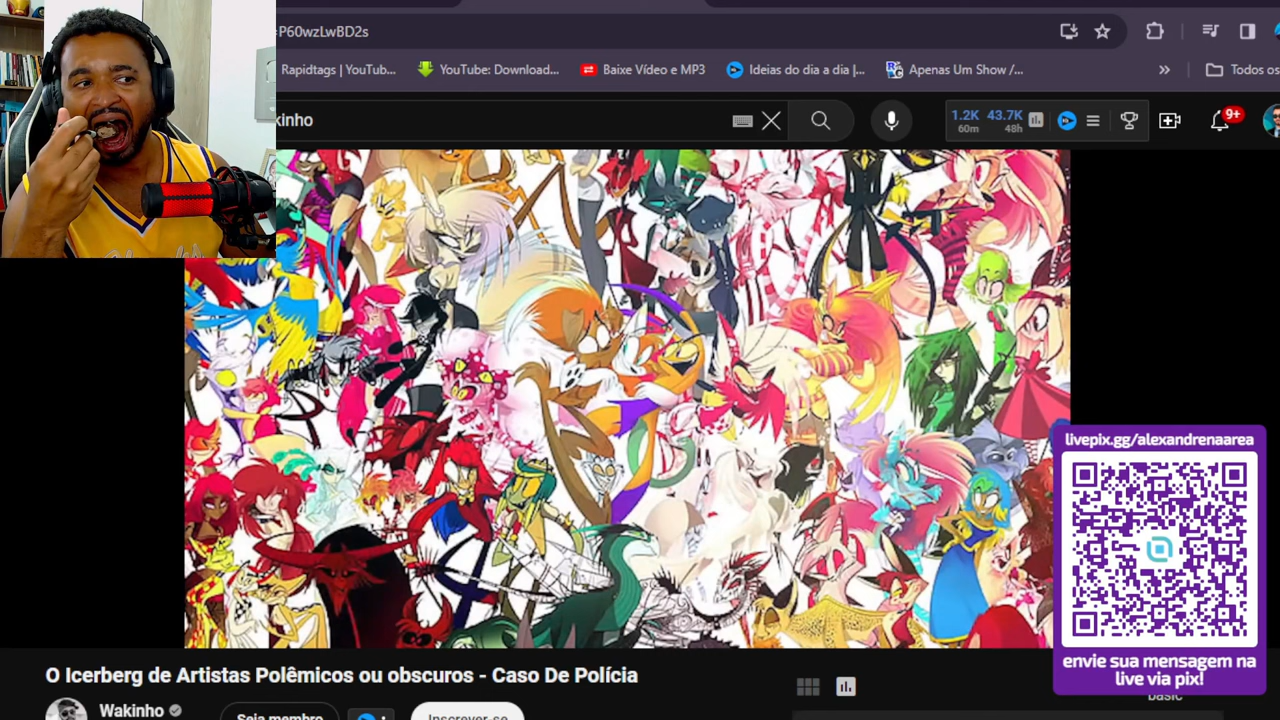 P60wzLwBD2s
Rapidtags | YouTub...
YouTube: Download...
Baixe Vídeo e MP3
Ideias do dia a dia |...
Apenas Um Show /...
»
Todos os
kinho
1.2K 43.7K
60m 48h
9+
livepix.gg/alexandrenaarea
envie sua mensagem na
live via pix!
O Icerberg de Artistas Polêmicos ou obscuros - Caso De Polícia
Wakinho
Seja membro
Inscrever-se
basic